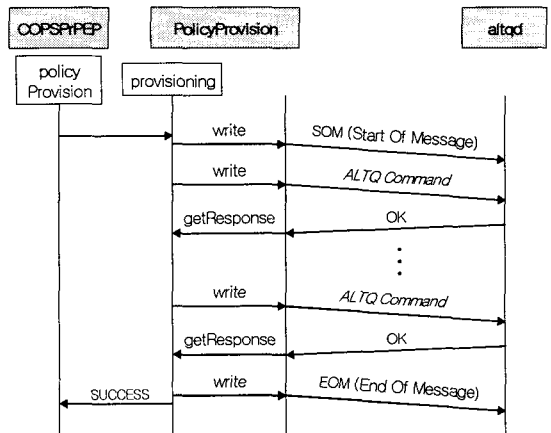 COPSPrPEP PolicyProvision altqd
policy
Provision
provisioning
write SOM (Start Of Message)
write ALTQ Command
getResponse OK
write ALTQ Command
getResponse OK
SUCCESS write EOM (End Of Message)